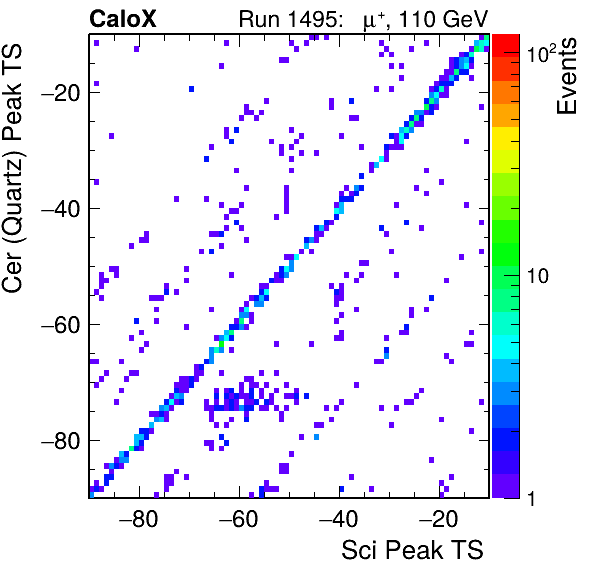 CaloX Run 1495: μ⁺, 110 GeV
Cer (Quartz) Peak TS
−20
−40
−60
−80
−80 −60 −40 −20
Sci Peak TS
Events
10²
10
1